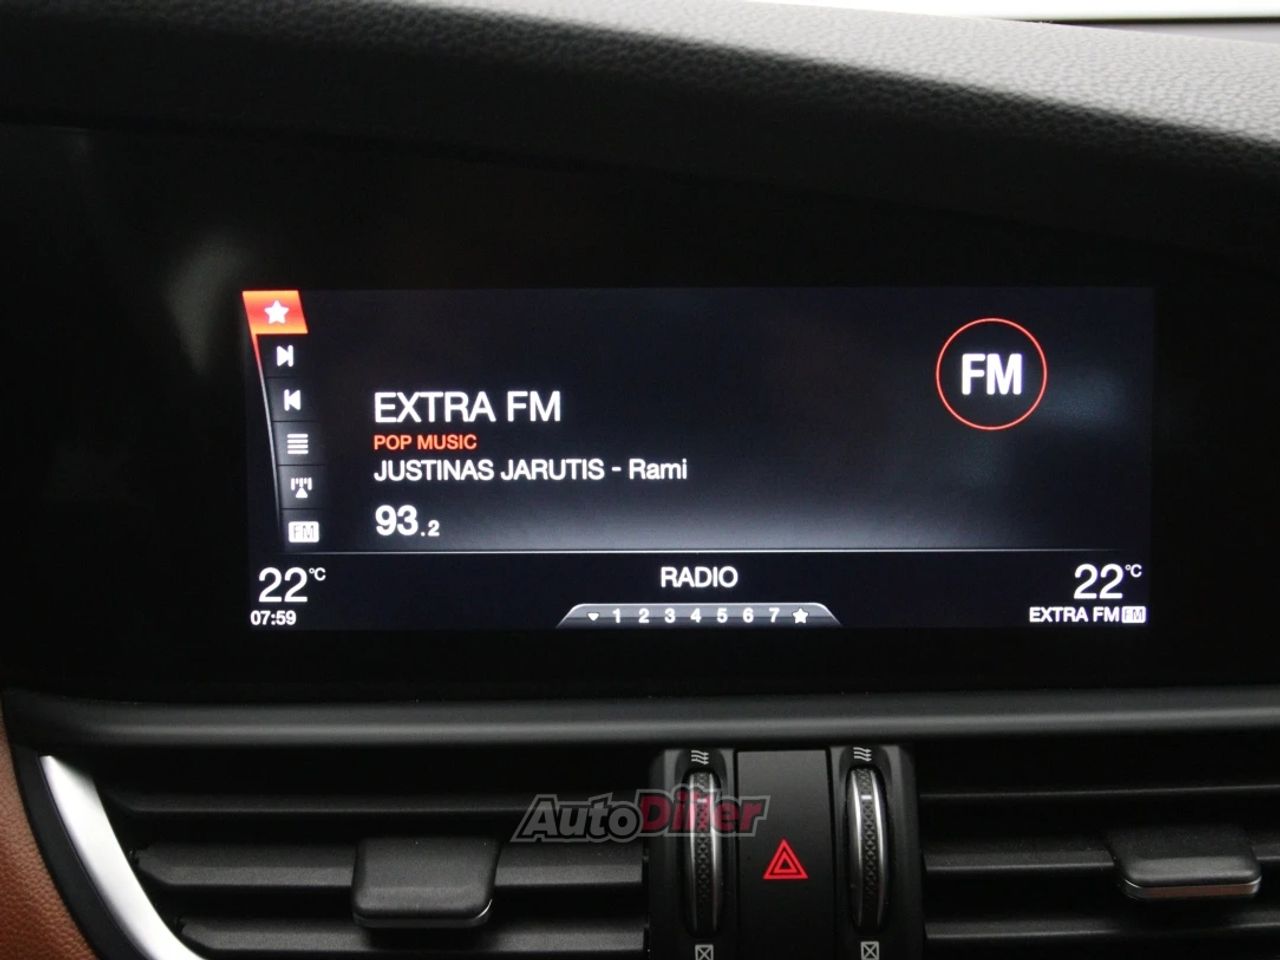 FM
EXTRA FM
POP MUSIC
JUSTINAS JARUTIS - Rami
93.2
FM
22°C
RADIO
22°C
07:59
1 2 3 4 5 6 7
EXTRA FM FM
AutoDiler